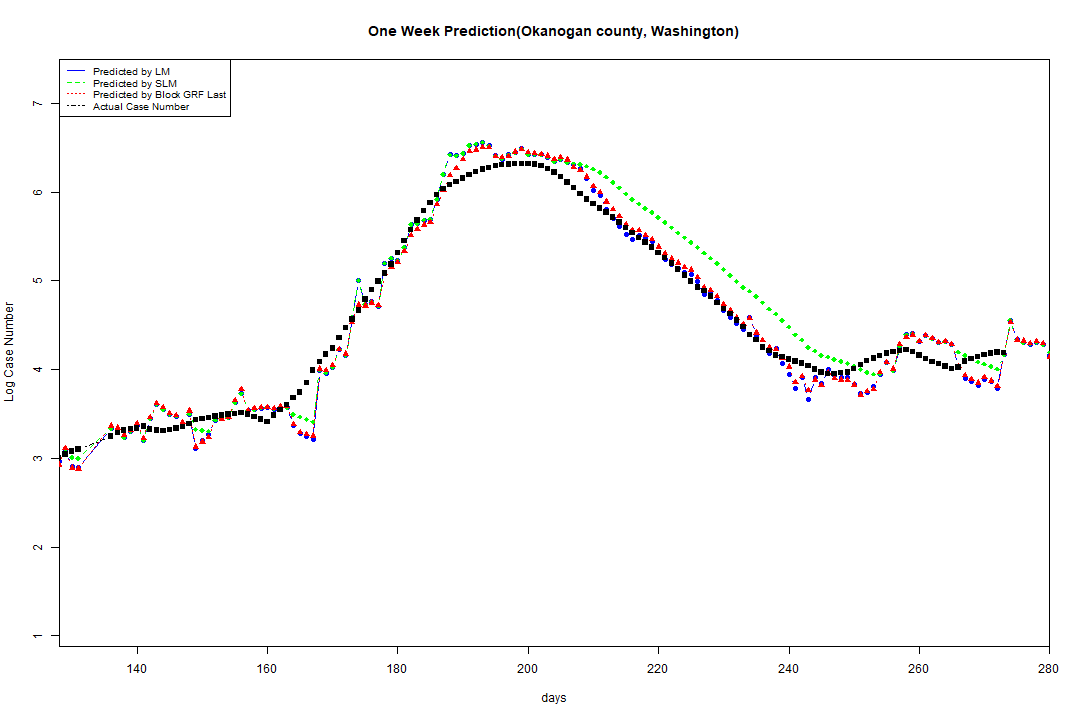 One Week Prediction(Okanogan county, Washington)
Predicted by LM
Predicted by SLM
Predicted by Block GRF Last
Actual Case Number
7
6
5
4
3
2
1
Log Case Number
140 160 180 200 220 240 260 280
days